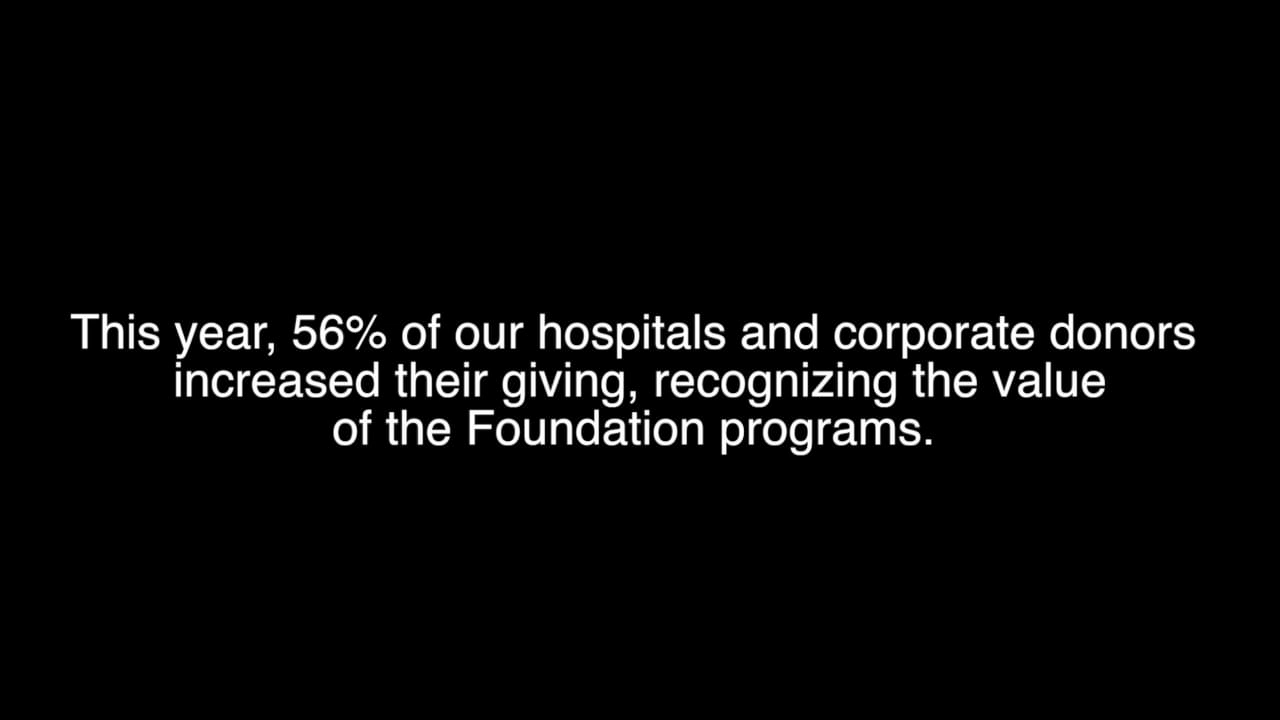 This year, 56% of our hospitals and corporate donors
increased their giving, recognizing the value
of the Foundation programs.